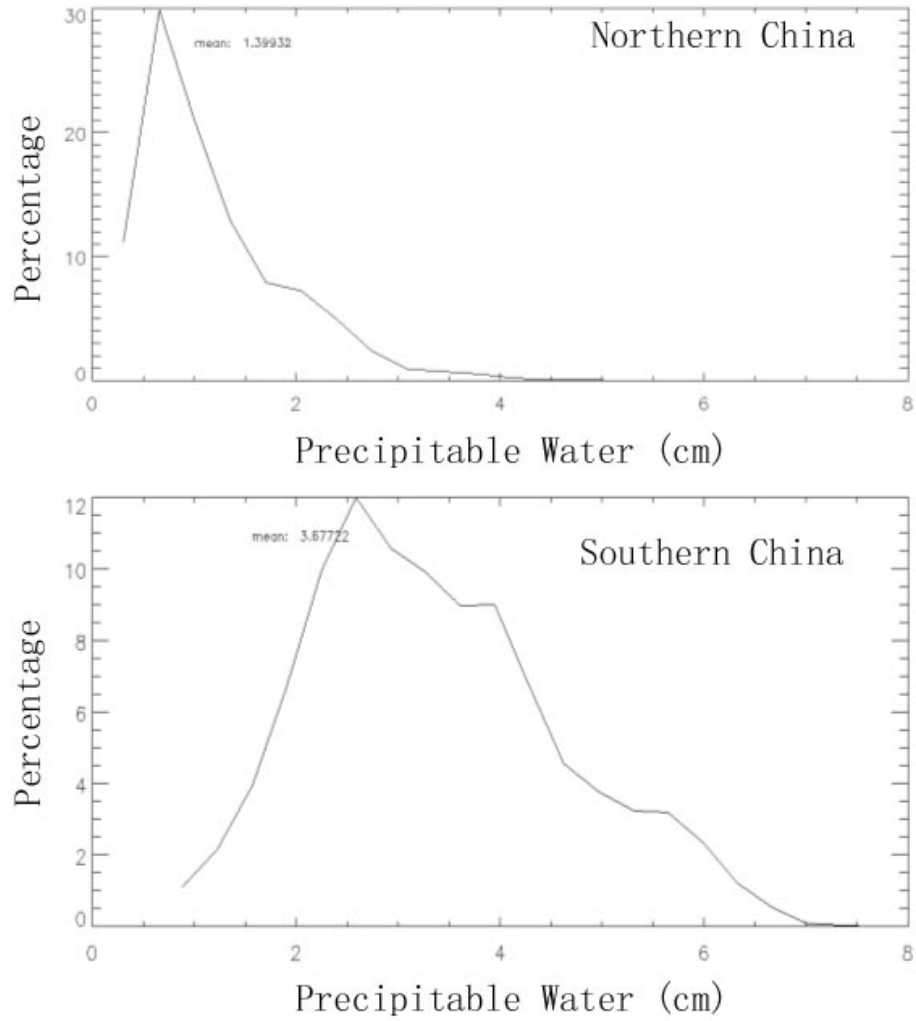 30
mean: 1.39932
Northern China
20
10
0
Percentage
0 2 4 6 8
Precipitable Water (cm)
12
mean: 3.67722
Southern China
10
8
6
4
2
0
Percentage
0 2 4 6 8
Precipitable Water (cm)